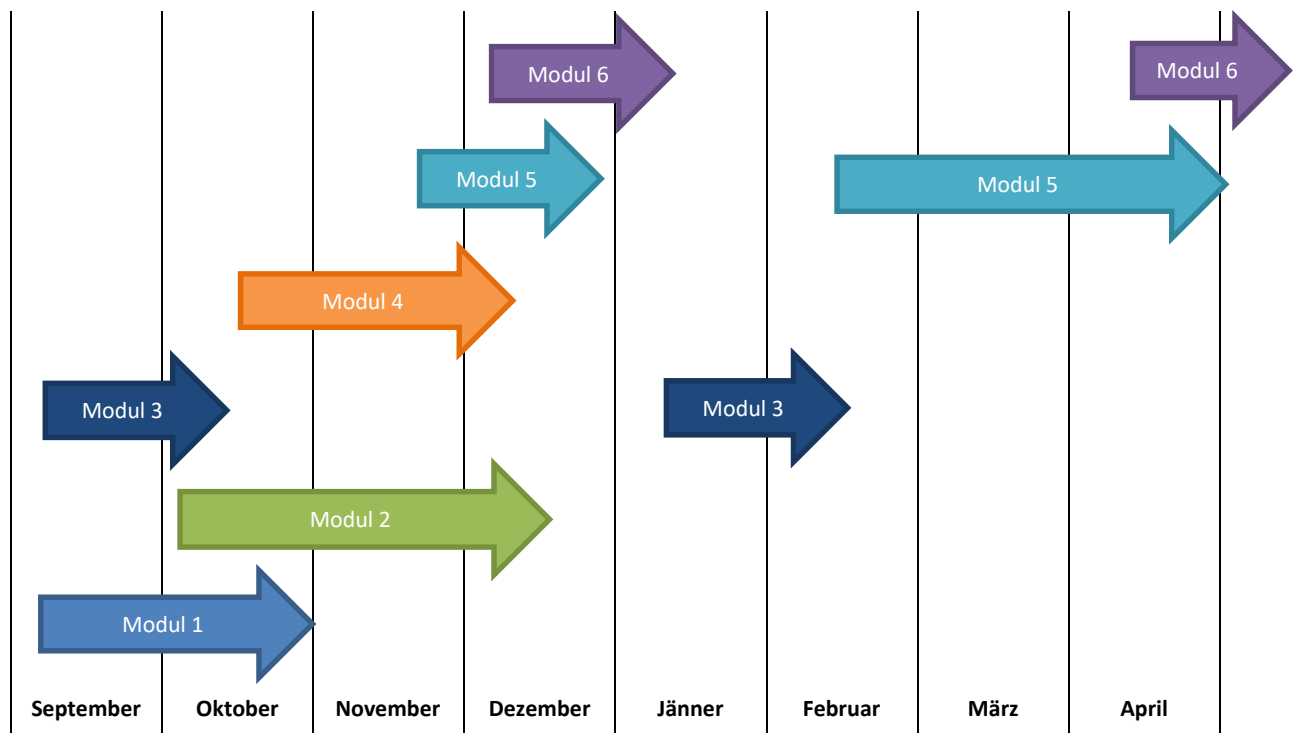 Modul 6
Modul 6
Modul 5
Modul 5
Modul 4
Modul 3
Modul 3
Modul 2
Modul 1
September Oktober November Dezember Jänner Februar März April